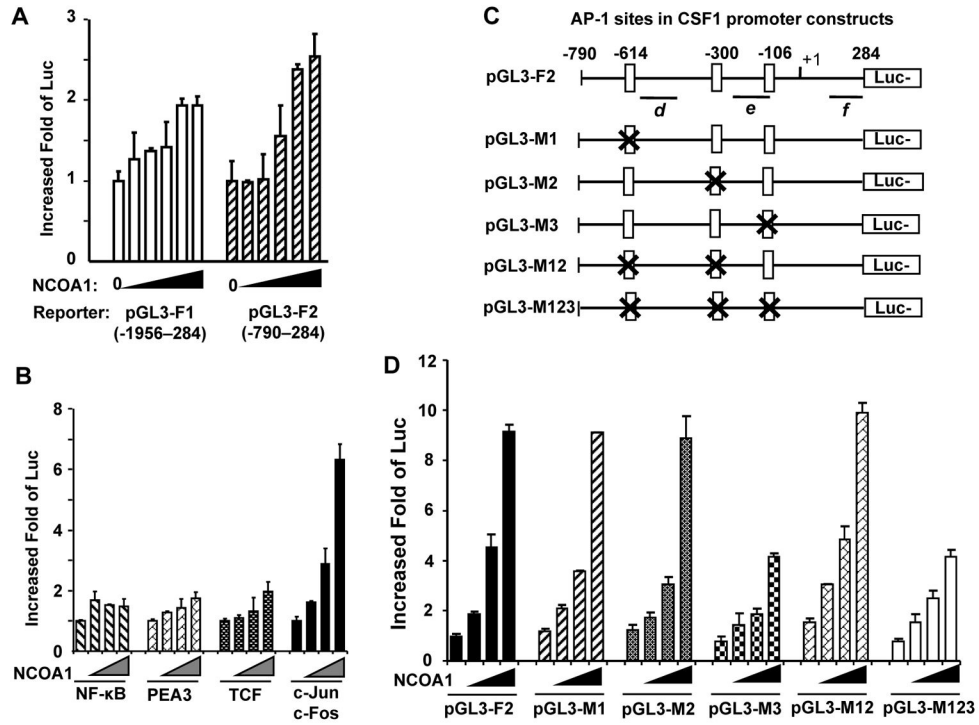 A
Increased Fold of Luc
3
2
1
0
NCOA1: 0 0
Reporter: pGL3-F1 pGL3-F2
(-1956–284) (-790–284)
B
Increased Fold of Luc
8
6
4
2
0
NCOA1
NF-κB PEA3 TCF c-Jun
c-Fos
C
AP-1 sites in CSF1 promoter constructs
-790 -614 -300 -106 +1 284
pGL3-F2 Luc-
d e f
pGL3-M1 Luc-
pGL3-M2 Luc-
pGL3-M3 Luc-
pGL3-M12 Luc-
pGL3-M123 Luc-
D
Increased Fold of Luc
12
10
8
6
4
2
0
NCOA1
pGL3-F2 pGL3-M1 pGL3-M2 pGL3-M3 pGL3-M12 pGL3-M123